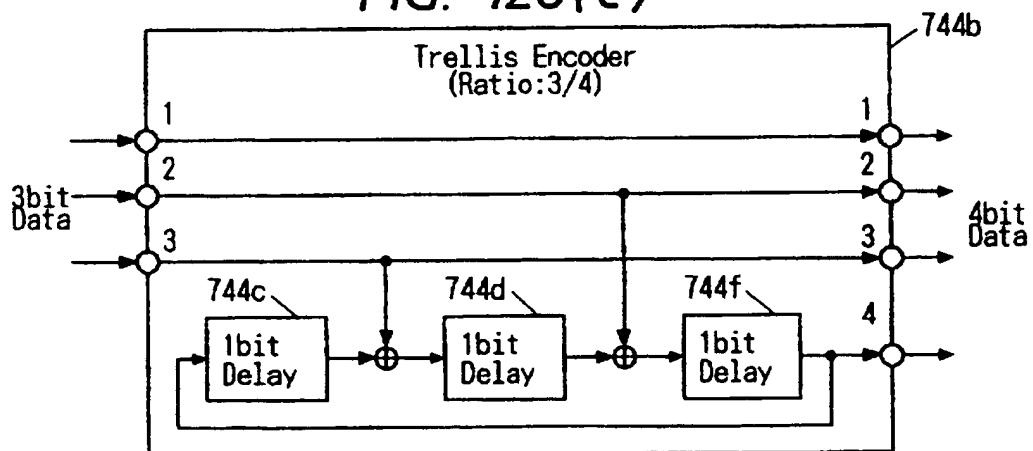 744b
Trellis Encoder
(Ratio:3/4)
1
1
2
2
3bit
Data
4bit
Data
3
3
744c
744d
744f
4
1bit
Delay
1bit
Delay
1bit
Delay